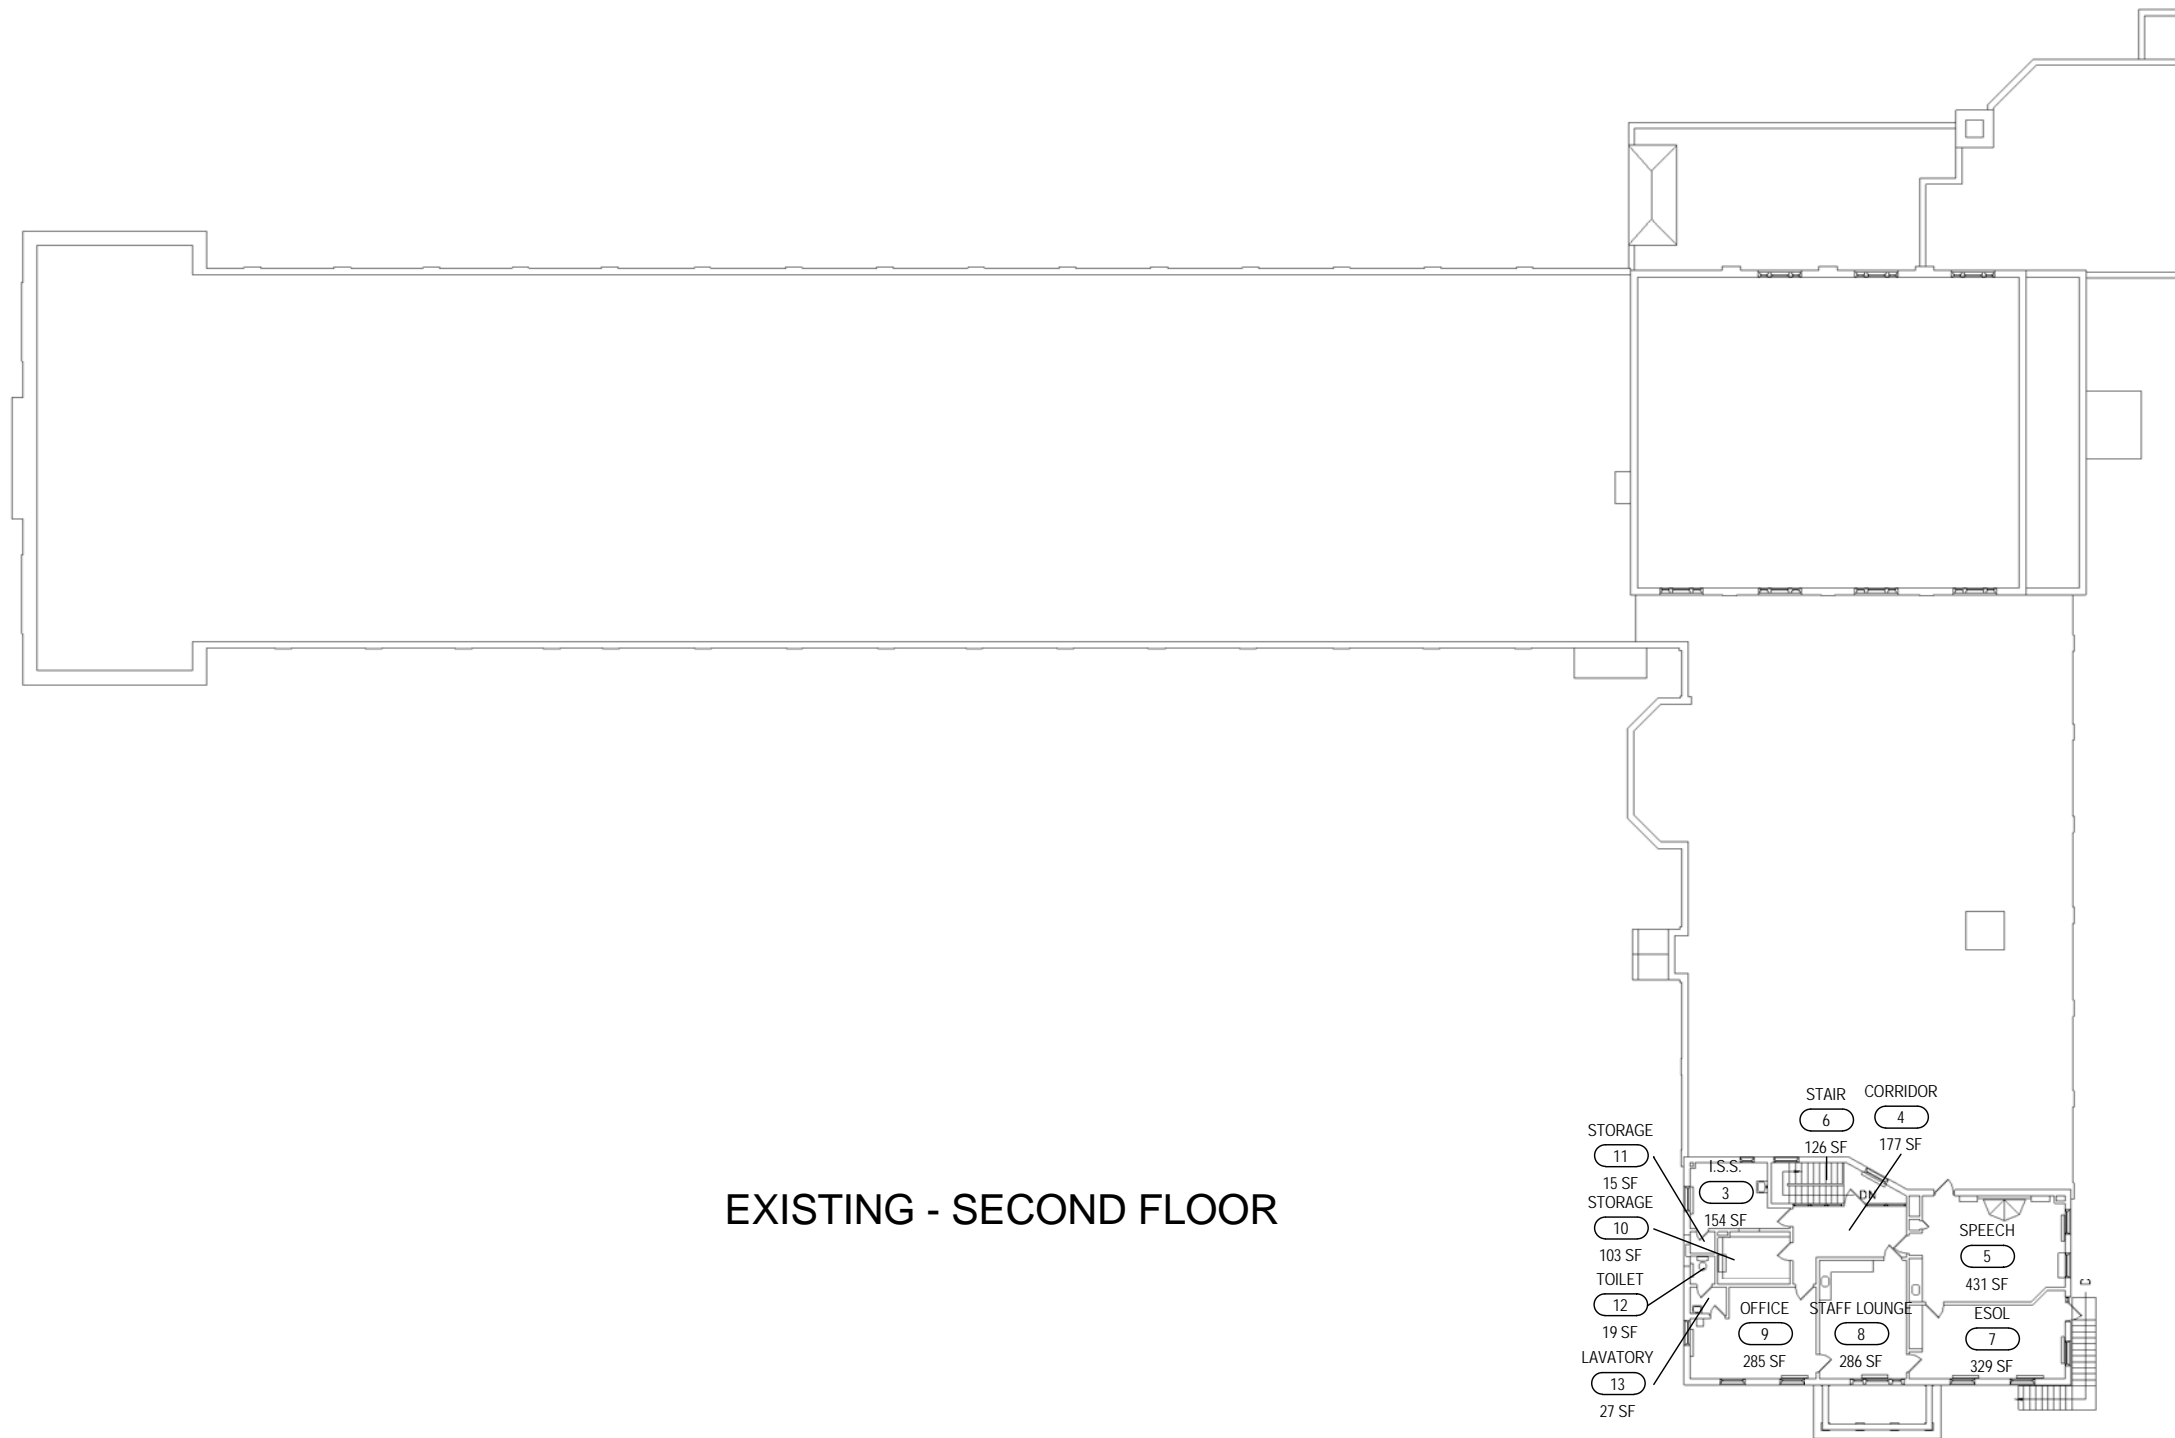 STAIR
6
126 SF
CORRIDOR
4
177 SF
STORAGE
11
15 SF
STORAGE
10
103 SF
TOILET
12
19 SF
LAVATORY
13
27 SF
I.S.S.
3
154 SF
DN
SPEECH
5
431 SF
OFFICE
9
285 SF
STAFF LOUNGE
8
286 SF
ESOL
7
329 SF
EXISTING - SECOND FLOOR